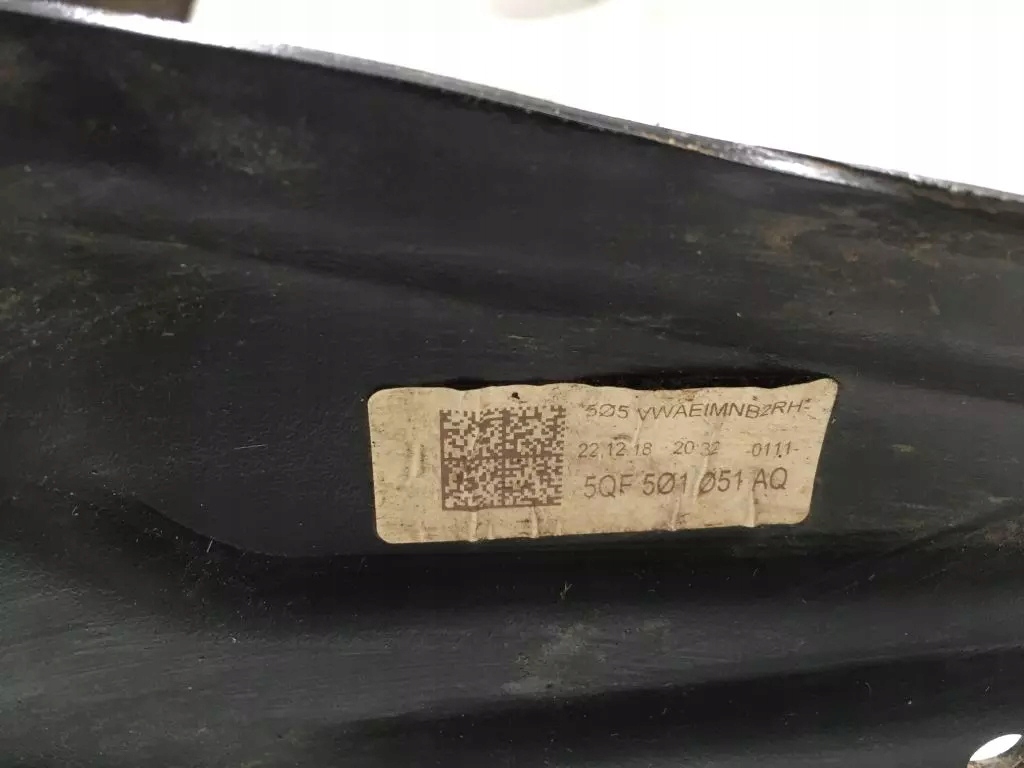 *5Ø5 VWAEIMNB2RH*
22.12.18 20:32 -0111-
5QF 5Ø1 Ø51 AQ